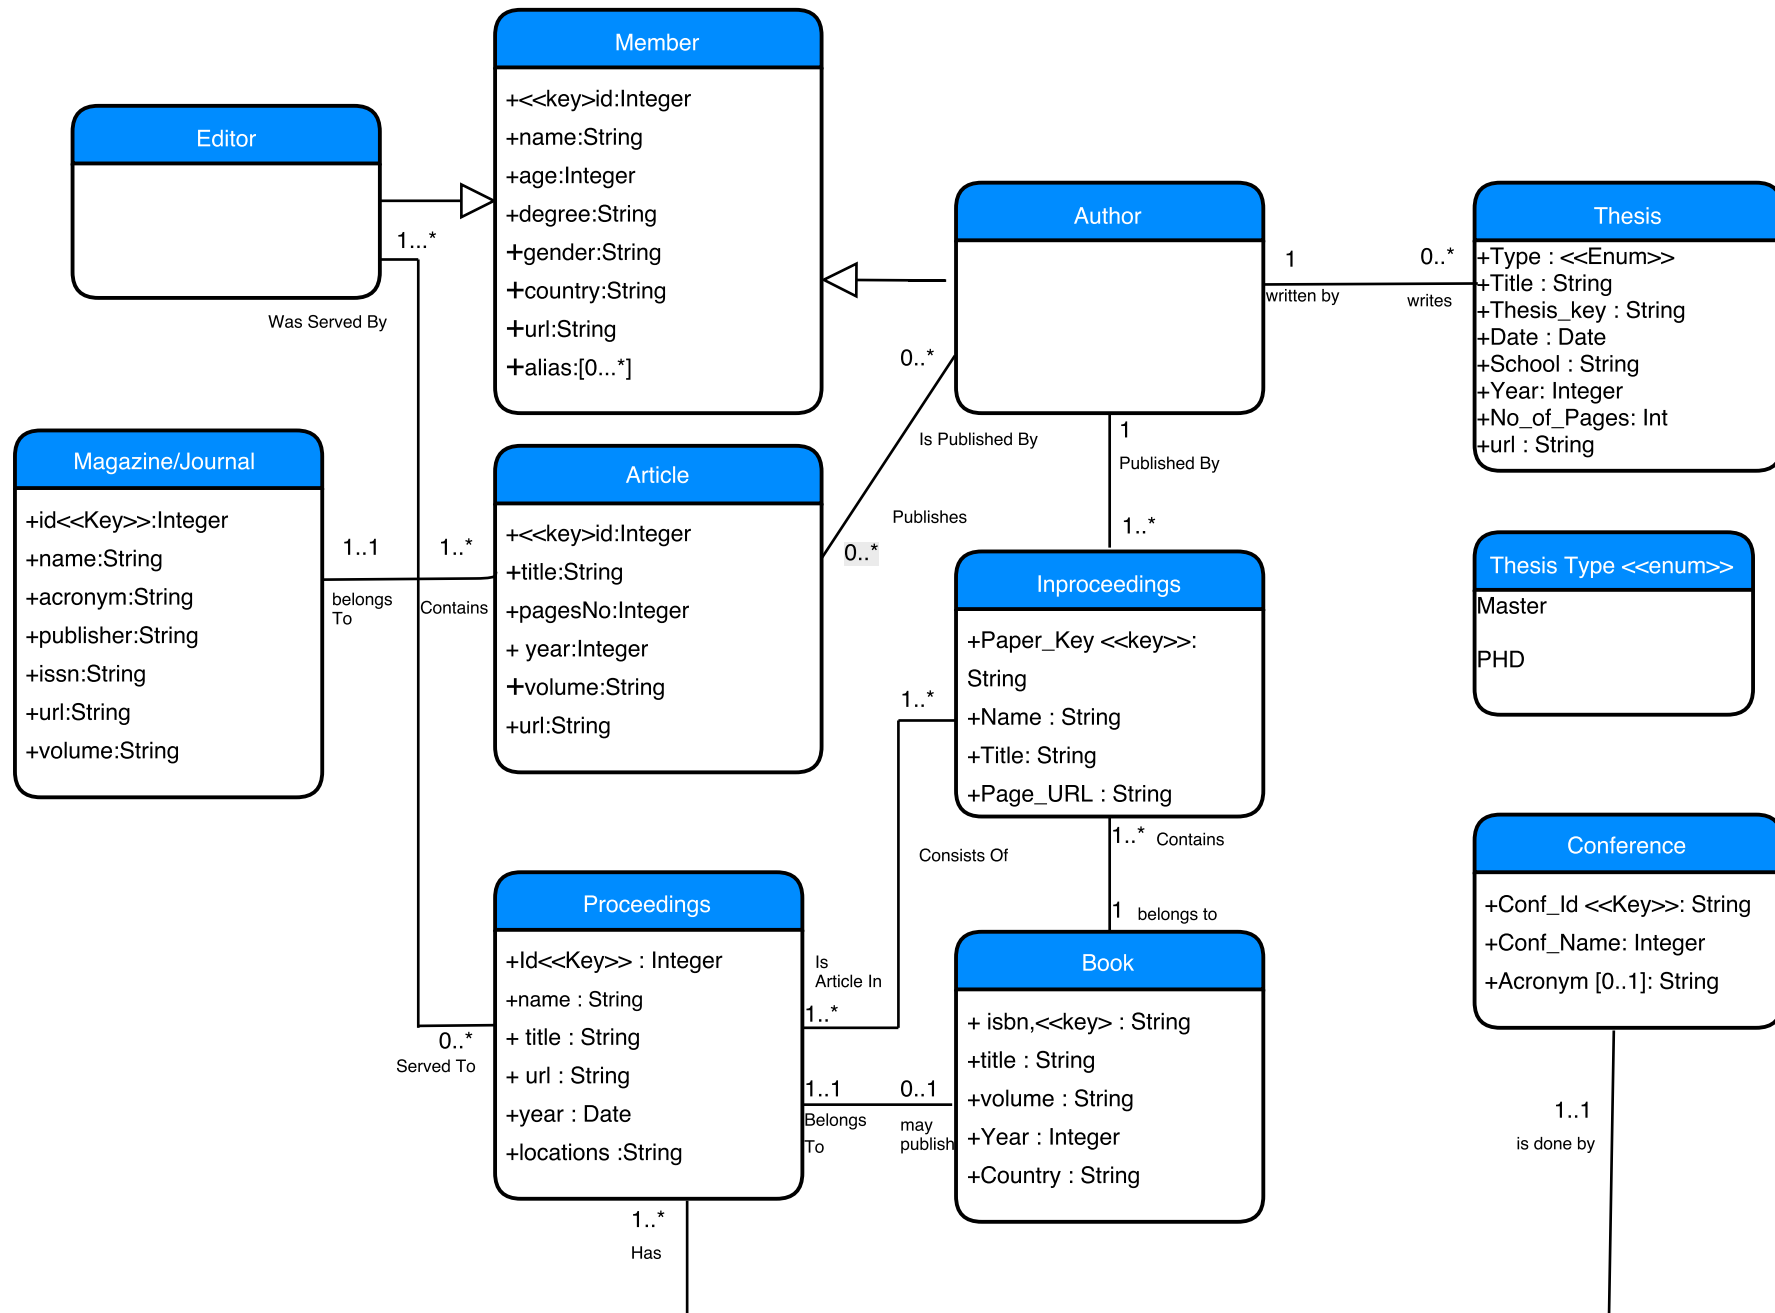 Member
+<<key>id:Integer
+name:String
+age:Integer
+degree:String
+gender:String
+country:String
+url:String
+alias:[0...*]
Editor
1...*
Was Served By
Author
1
written by
0..*
writes
Thesis
+Type : <<Enum>>
+Title : String
+Thesis_key : String
+Date : Date
+School : String
+Year: Integer
+No_of_Pages: Int
+url : String
0..*
Is Published By
Publishes
0..*
1
Published By
1..*
Magazine/Journal
+id<<Key>>:Integer
+name:String
+acronym:String
+publisher:String
+issn:String
+url:String
+volume:String
1..1
belongs
To
1..*
Contains
Article
+<<key>id:Integer
+title:String
+pagesNo:Integer
+ year:Integer
+volume:String
+url:String
Inproceedings
+Paper_Key <<key>>:
String
+Name : String
+Title: String
+Page_URL : String
Thesis Type <<enum>>
Master
PHD
1..*
Consists Of
Is
Article In
1..*
1..*
Contains
1
belongs to
Conference
+Conf_Id <<Key>>: String
+Conf_Name: Integer
+Acronym [0..1]: String
Proceedings
+Id<<Key>> : Integer
+name : String
+ title : String
+ url : String
+year : Date
+locations :String
0..*
Served To
1..1
Belongs
To
0..1
may
publish
Book
+ isbn,<<key> : String
+title : String
+volume : String
+Year : Integer
+Country : String
1..1
is done by
1..*
Has